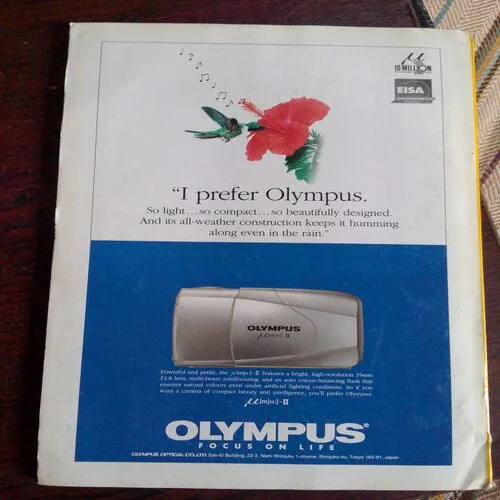 µ
10 MILLION
EISA
"I prefer Olympus.
So light...so compact...so beautifully designed.
And its all-weather construction keeps it humming
along even in the rain."
OLYMPUS
µ[mju:]-II
Powerful and petite, the µ[mju:]-II features a bright, high-resolution 35mm
F2.8 lens, multi-beam autofocusing, and an auto colour-balancing flash that
ensures natural colours even under artificial lighting conditions. So if you
want a camera of compact beauty and intelligence, you'll prefer Olympus.
µ[mju:]-II
OLYMPUS®
FOCUS ON LIFE
OLYMPUS OPTICAL CO.,LTD. San-Ei Building, 22-2, Nishi Shinjuku 1-chome, Shinjuku-ku, Tokyo 163-91, Japan